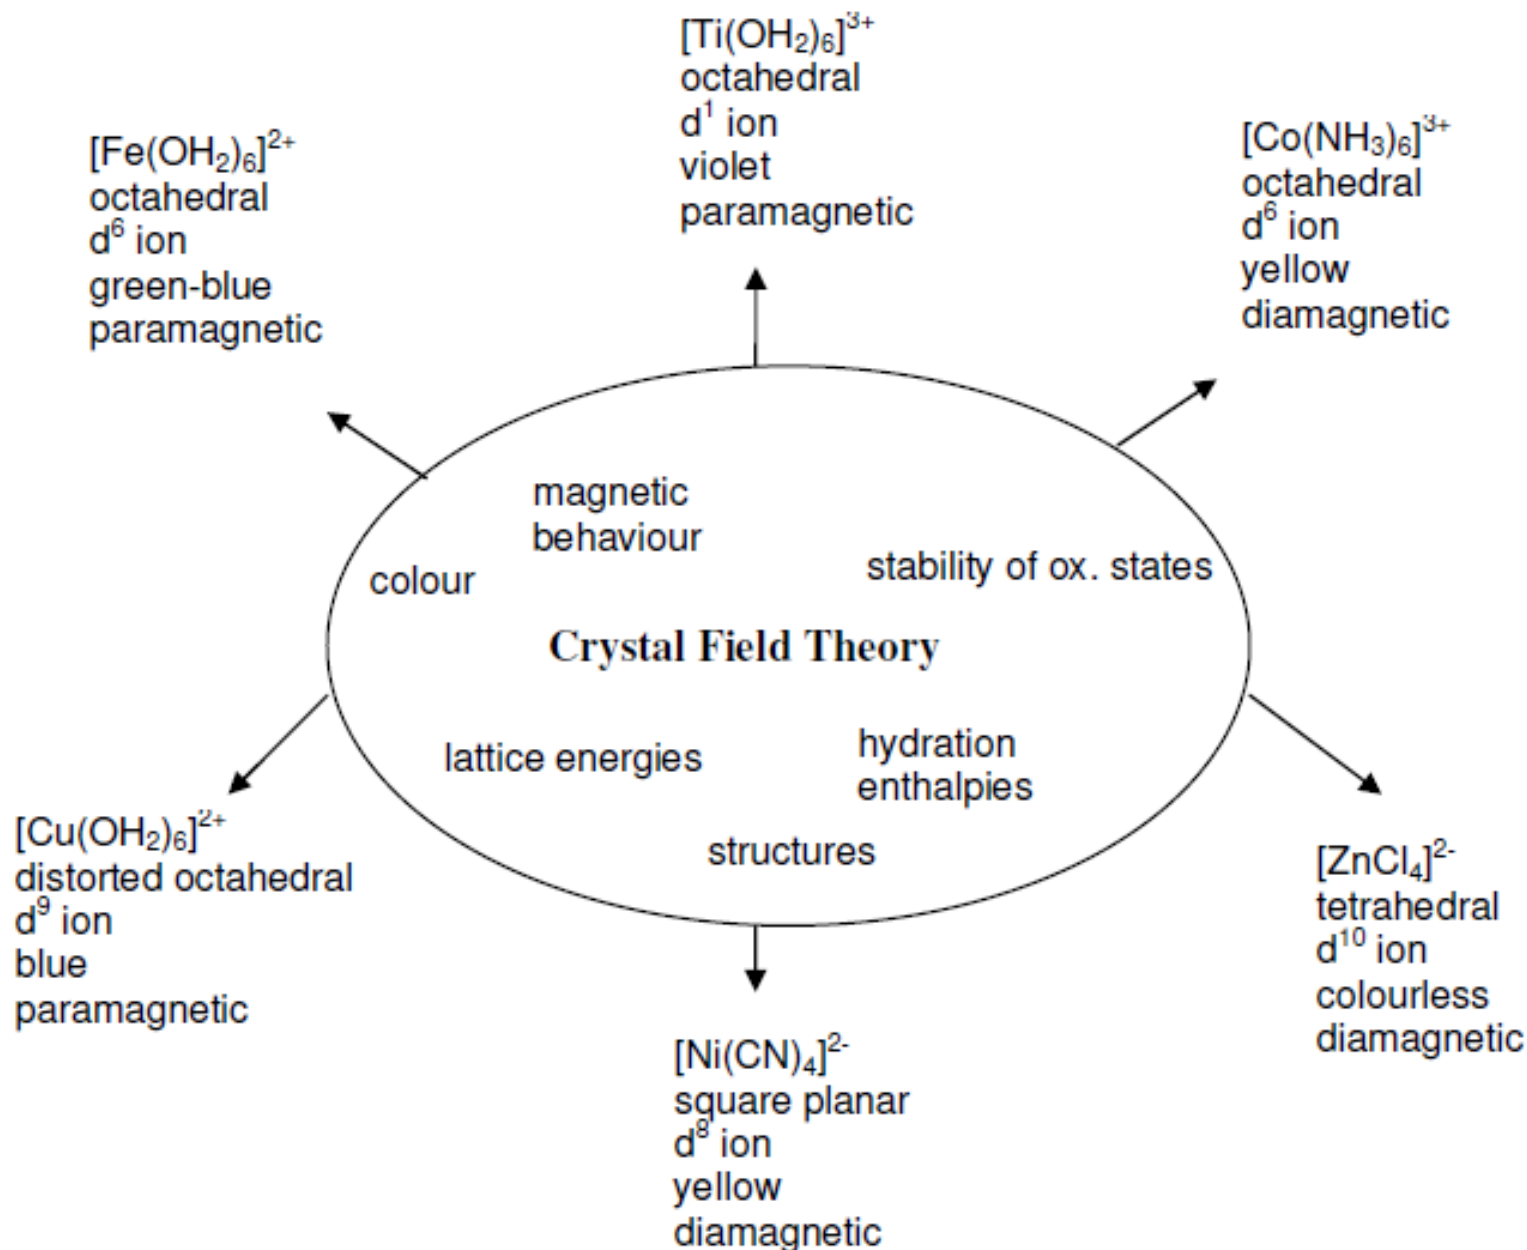 [Ti(OH₂)₆]³⁺
octahedral
d¹ ion
violet
paramagnetic
[Fe(OH₂)₆]²⁺
octahedral
d⁶ ion
green-blue
paramagnetic
[Co(NH₃)₆]³⁺
octahedral
d⁶ ion
yellow
diamagnetic
magnetic
behaviour
colour
stability of ox. states
Crystal Field Theory
lattice energies
hydration
enthalpies
structures
[Cu(OH₂)₆]²⁺
distorted octahedral
d⁹ ion
blue
paramagnetic
[Ni(CN)₄]²⁻
square planar
d⁸ ion
yellow
diamagnetic
[ZnCl₄]²⁻
tetrahedral
d¹⁰ ion
colourless
diamagnetic